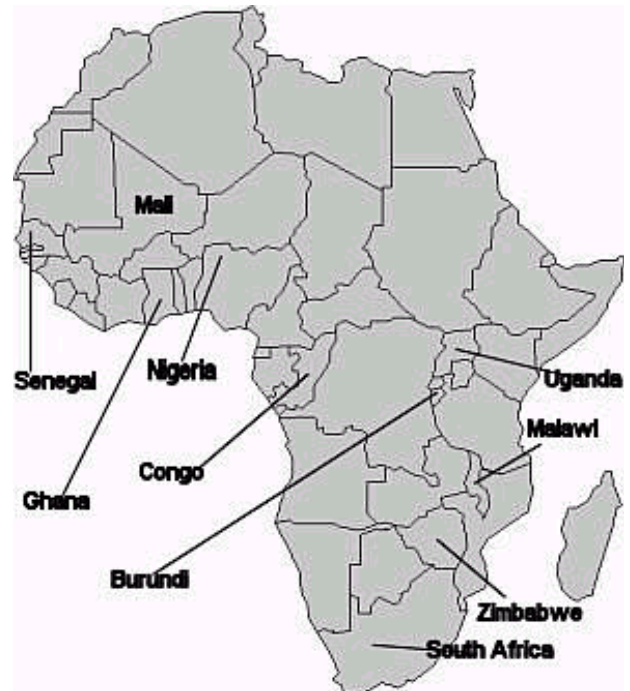 Mali
Senegal
Nigeria
Uganda
Malawi
Congo
Ghana
Burundi
Zimbabwe
South Africa